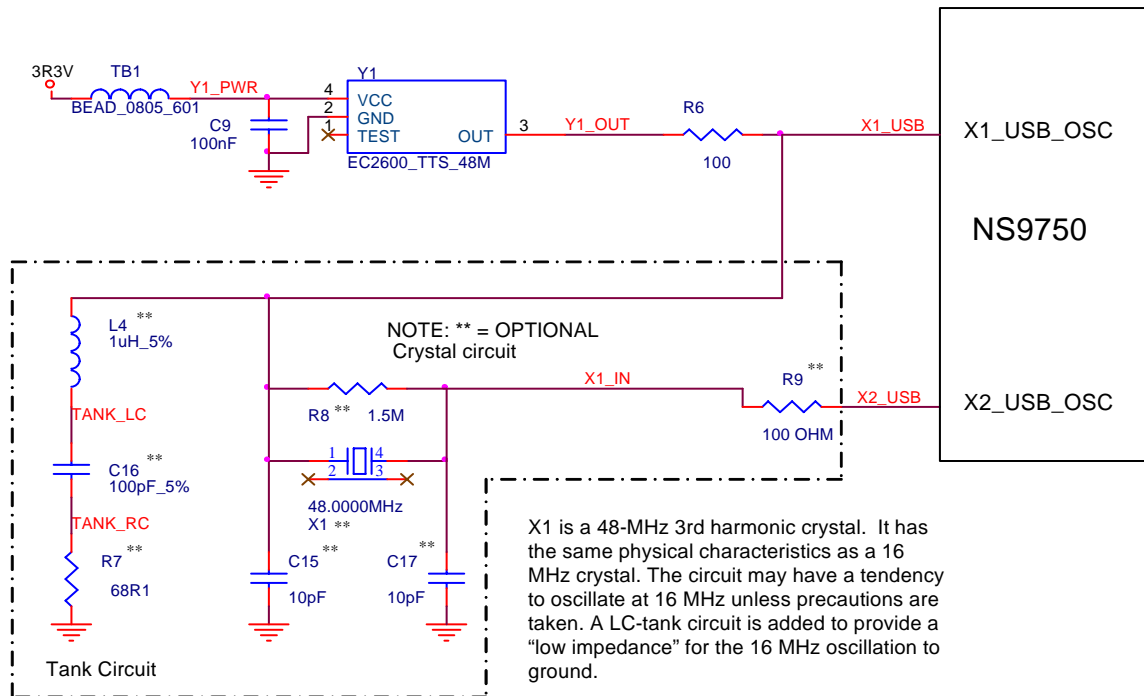 3R3V
TB1
BEAD_0805_601
Y1_PWR
C9
100nF
Y1
4
2
1
VCC
GND
TEST
OUT
3
EC2600_TTS_48M
Y1_OUT
R6
100
X1_USB
X1_USB_OSC
NS9750
L4 **
1uH_5%
NOTE: ** = OPTIONAL
Crystal circuit
TANK_LC
R8 ** 1.5M
X1_IN
R9 **
100 OHM
X2_USB
X2_USB_OSC
C16 **
100pF_5%
1
2
4
3
48.0000MHz
X1 **
TANK_RC
R7 **
68R1
C15 **
10pF
C17 **
10pF
Tank Circuit
X1 is a 48-MHz 3rd harmonic crystal. It has
the same physical characteristics as a 16
MHz crystal. The circuit may have a tendency
to oscillate at 16 MHz unless precautions are
taken. A LC-tank circuit is added to provide a
“low impedance” for the 16 MHz oscillation to
ground.